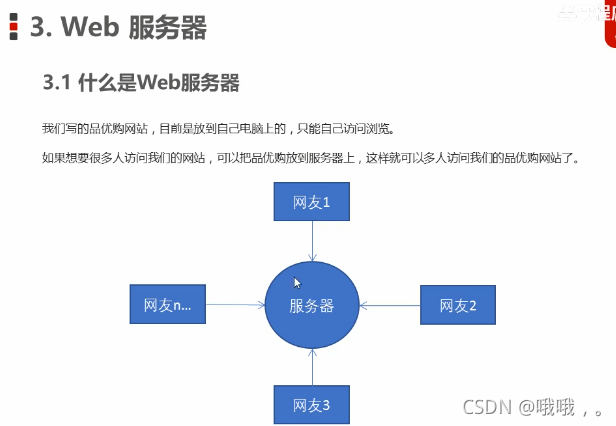 3. Web 服务器
3.1 什么是Web服务器
我们写的品优购网站，目前是放到自己电脑上的，只能自己访问浏览。
如果想要很多人访问我们的网站，可以把品优购放到服务器上，这样就可以多人访问我们的品优购网站了。
网友1
网友n...
服务器
网友2
网友3
CSDN @哦哦，。